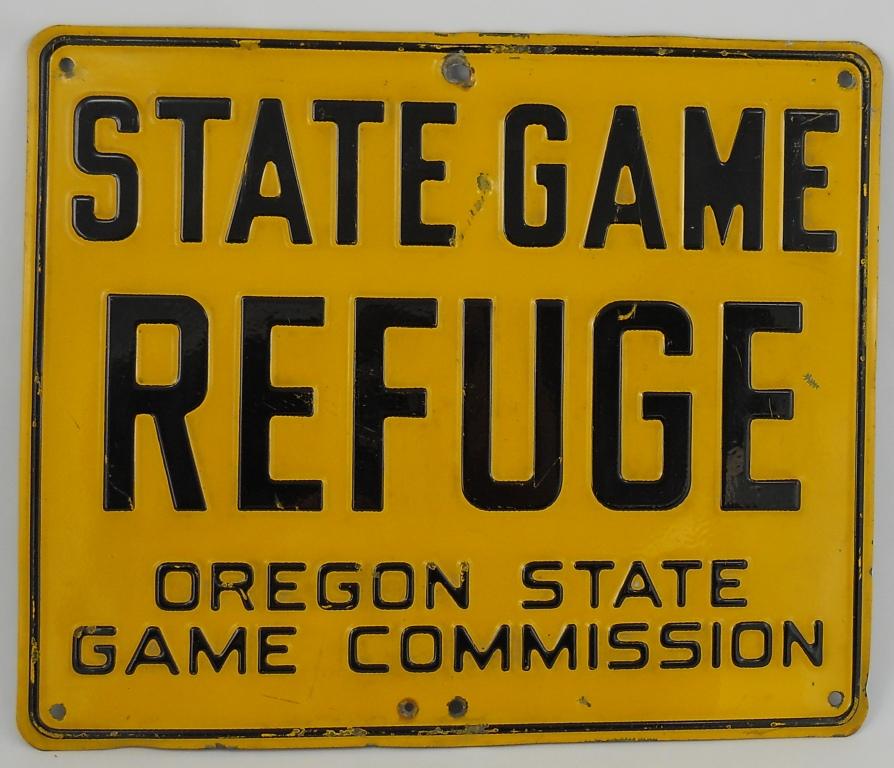 STATE GAME
REFUGE
OREGON STATE
GAME COMMISSION